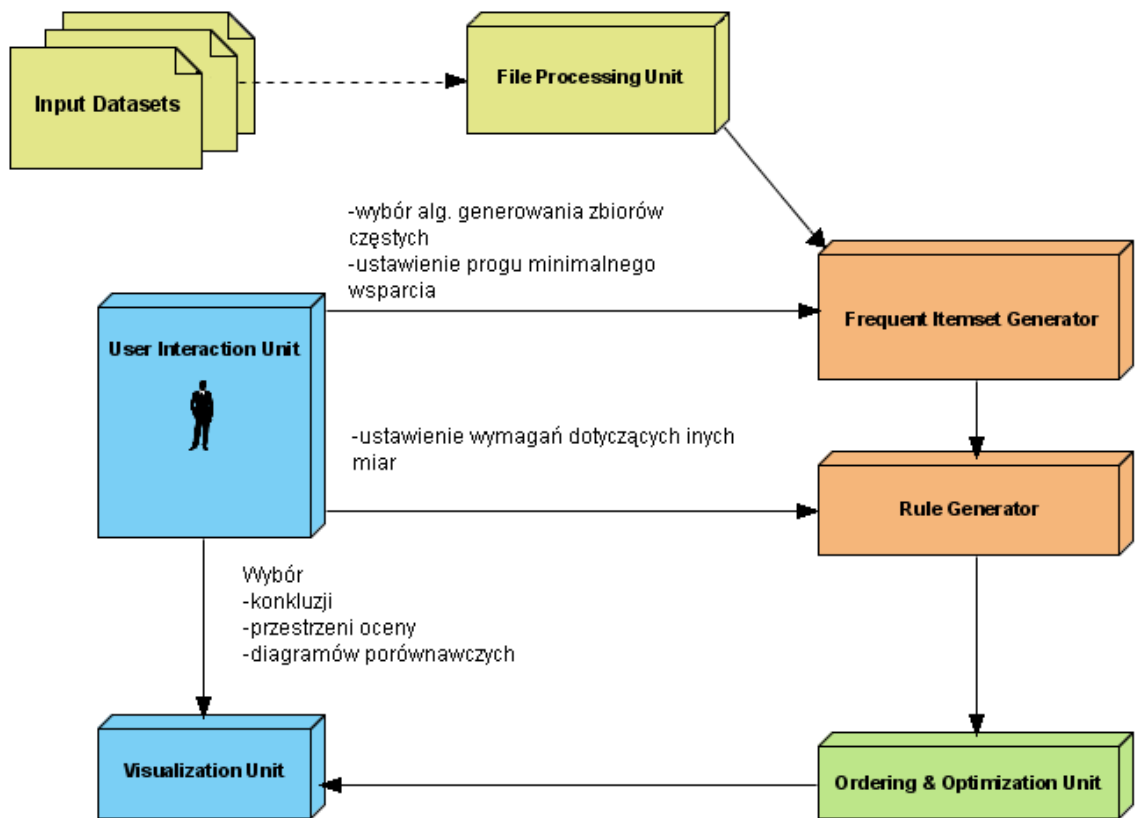 File Processing Unit
Input Datasets
-wybór alg. generowania zbiorów
częstych
-ustawienie progu minimalnego
wsparcia
Frequent Itemset Generator
User Interaction Unit
-ustawienie wymagań dotyczących inych
miar
Rule Generator
Wybór
-konkluzji
-przestrzeni oceny
-diagramów porównawczych
Visualization Unit
Ordering & Optimization Unit